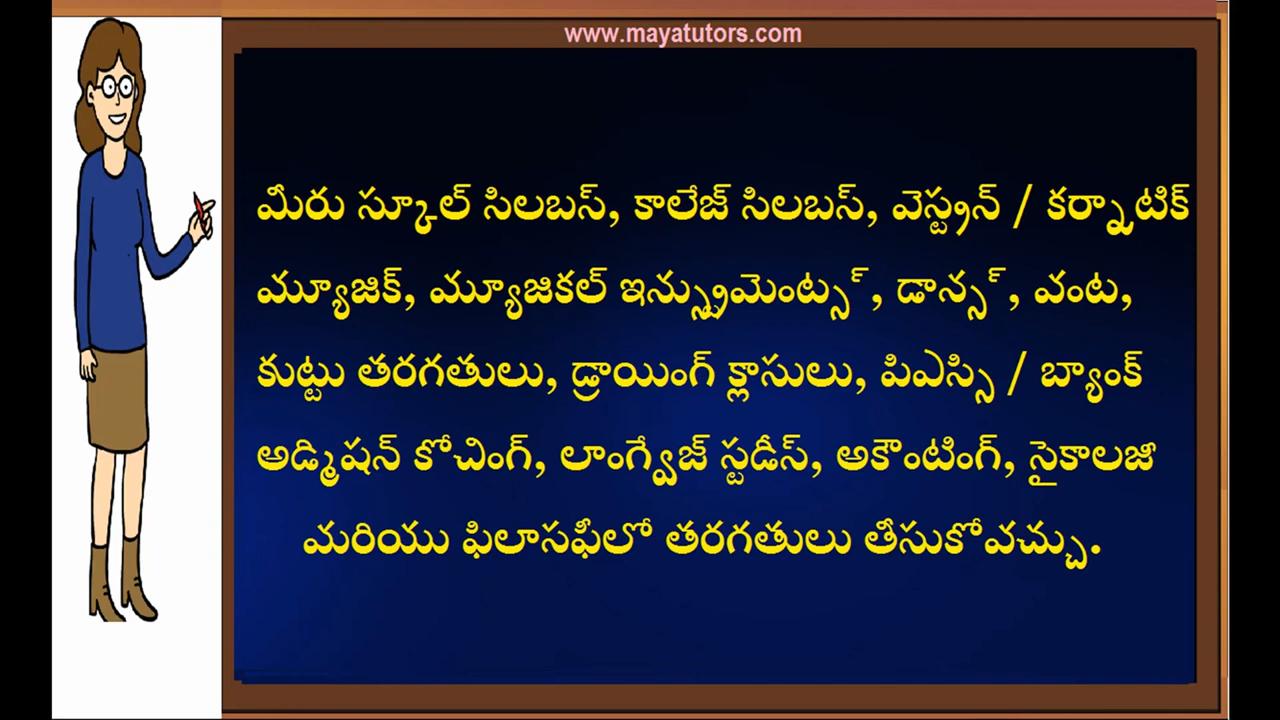 www.mayatutors.com
మీరు స్కూల్ సిలబస్, కాలేజ్ సిలబస్, వెస్ట్రన్ / కర్నాటిక్
మ్యూజిక్, మ్యూజికల్ ఇన్స్ట్రుమెంట్స్, డాన్స్, వంట,
కుట్టు తరగతులు, డ్రాయింగ్ క్లాసులు, పిఎస్సి / బ్యాంక్
అడ్మిషన్ కోచింగ్, లాంగ్వేజ్ స్టడీస్, అకౌంటింగ్, సైకాలజీ
మరియు ఫిలాసఫీలో తరగతులు తీసుకోవచ్చు.